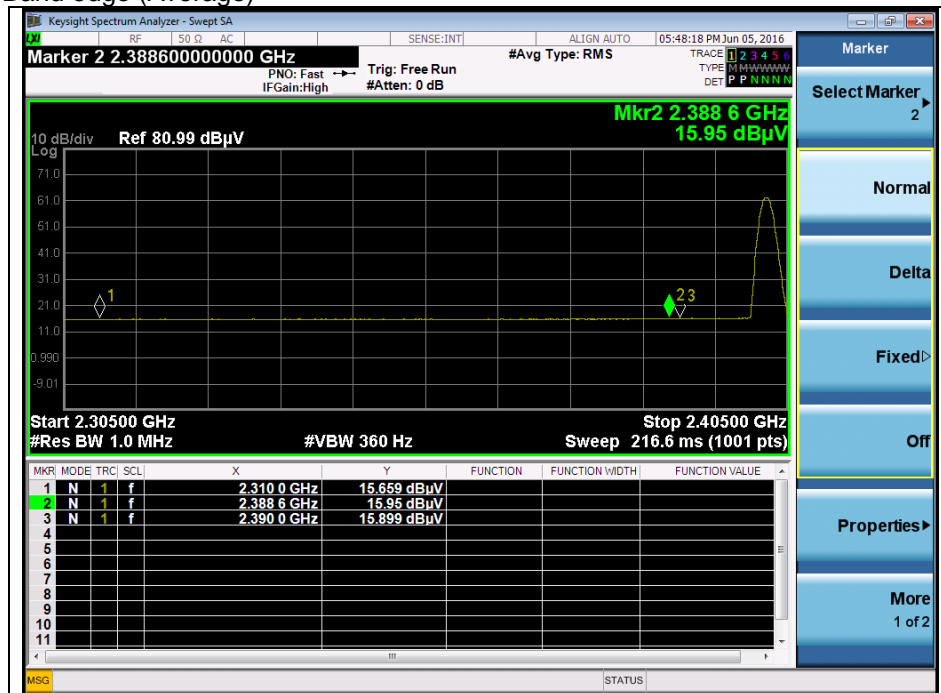 Band edge (Average)
Keysight Spectrum Analyzer - Swept SA
LXI RF 50 Ω AC SENSE:INT ALIGN AUTO 05:48:18 PM Jun 05, 2016
Marker 2 2.388600000000 GHz
PNO: Fast
IFGain:High
Trig: Free Run
#Atten: 0 dB
#Avg Type: RMS
TRACE 1 2 3 4 5 6
TYPE M M W W W W
DET P P N N N N
Mkr2 2.388 6 GHz
15.95 dBµV
10 dB/div Ref 80.99 dBµV
Log
71.0
61.0
51.0
41.0
31.0
21.0
11.0
0.990
-9.01
1
2 3
Start 2.30500 GHz Stop 2.40500 GHz
#Res BW 1.0 MHz #VBW 360 Hz Sweep 216.6 ms (1001 pts)
MKR MODE TRC SCL X Y FUNCTION FUNCTION WIDTH FUNCTION VALUE
1 N 1 f 2.310 0 GHz 15.659 dBµV
2 N 1 f 2.388 6 GHz 15.95 dBµV
3 N 1 f 2.390 0 GHz 15.899 dBµV
4
5
6
7
8
9
10
11
MSG STATUS
Marker
Select Marker
2
Normal
Delta
Fixed
Off
Properties
More
1 of 2